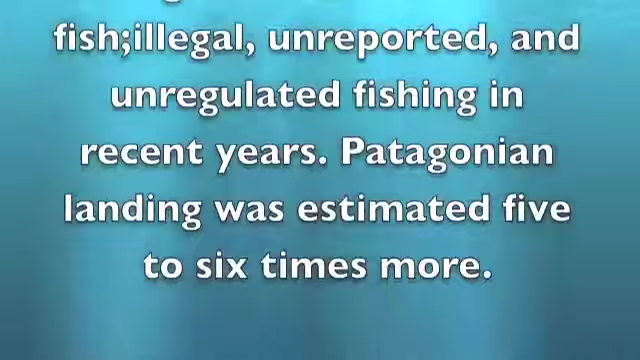 fish;illegal, unreported, and
unregulated fishing in
recent years. Patagonian
landing was estimated five
to six times more.